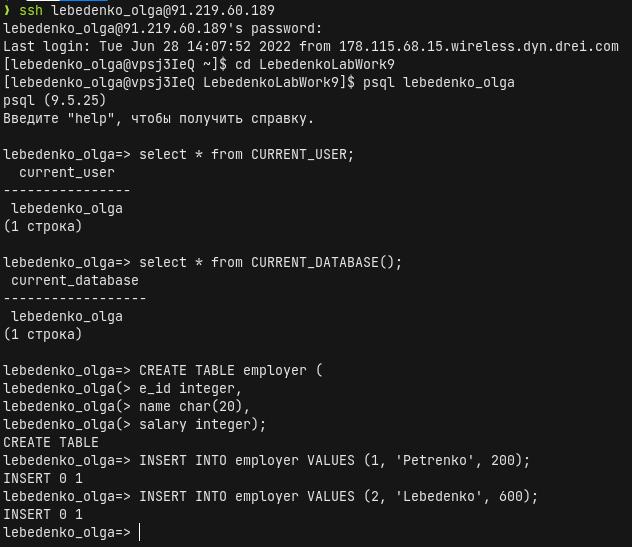 ❯ ssh lebedenko_olga@91.219.60.189
lebedenko_olga@91.219.60.189's password:
Last login: Tue Jun 28 14:07:52 2022 from 178.115.68.15.wireless.dyn.drei.com
[lebedenko_olga@vpsj3IeQ ~]$ cd LebedenkoLabWork9
[lebedenko_olga@vpsj3IeQ LebedenkoLabWork9]$ psql lebedenko_olga
psql (9.5.25)
Введите "help", чтобы получить справку.

lebedenko_olga=> select * from CURRENT_USER;
  current_user
----------------
 lebedenko_olga
(1 строка)

lebedenko_olga=> select * from CURRENT_DATABASE();
 current_database
------------------
 lebedenko_olga
(1 строка)

lebedenko_olga=> CREATE TABLE employer (
lebedenko_olga(> e_id integer,
lebedenko_olga(> name char(20),
lebedenko_olga(> salary integer);
CREATE TABLE
lebedenko_olga=> INSERT INTO employer VALUES (1, 'Petrenko', 200);
INSERT 0 1
lebedenko_olga=> INSERT INTO employer VALUES (2, 'Lebedenko', 600);
INSERT 0 1
lebedenko_olga=>